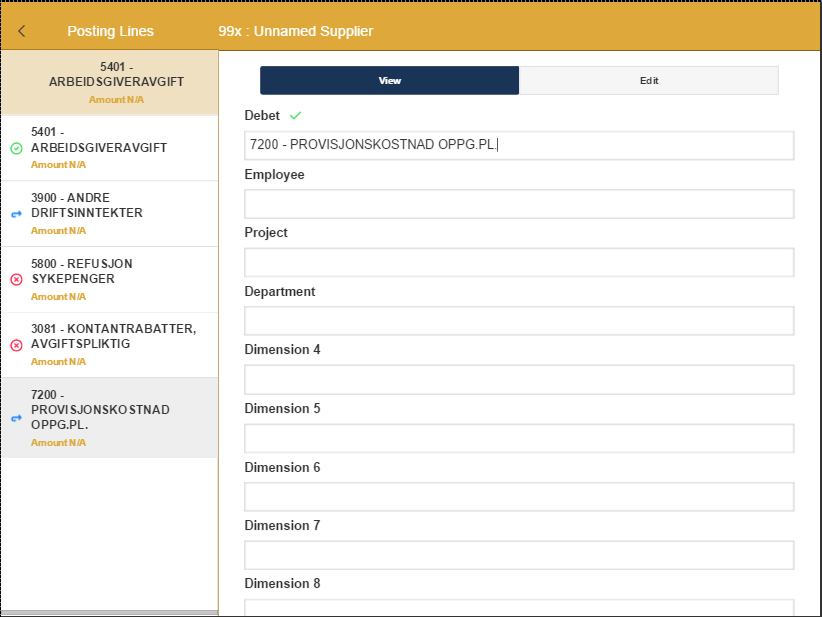 Posting Lines
99x : Unnamed Supplier
5401 -
ARBEIDSGIVERAVGIFT
Amount N/A
5401 -
ARBEIDSGIVERAVGIFT
Amount N/A
3900 - ANDRE
DRIFTSINNTEKTER
Amount N/A
5800 - REFUSJON
SYKEPENGER
Amount N/A
3081 - KONTANTRABATTER,
AVGIFTSPLIKTIG
Amount N/A
7200 -
PROVISJONSKOSTNAD
OPPG.PL.
Amount N/A
View
Edit
Debet
7200 - PROVISJONSKOSTNAD OPPG.PL.
Employee
Project
Department
Dimension 4
Dimension 5
Dimension 6
Dimension 7
Dimension 8